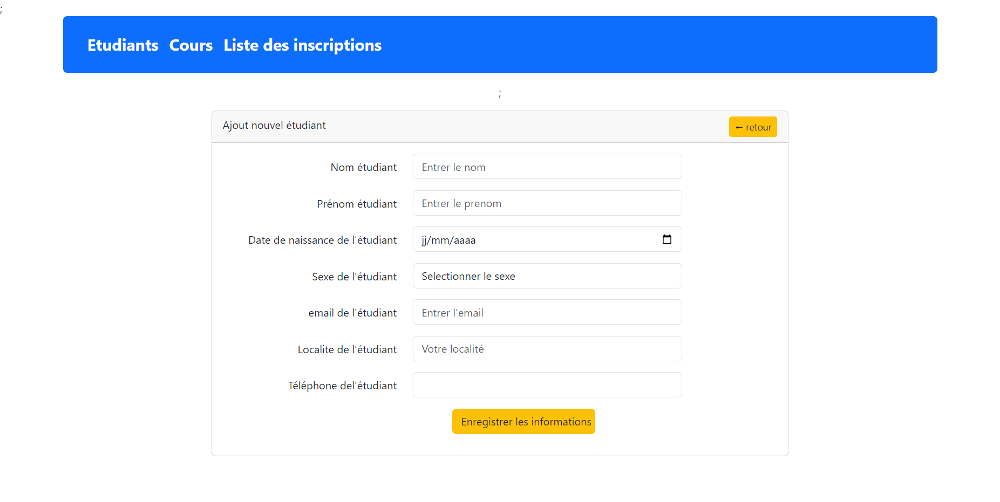 ;
Etudiants Cours Liste des inscriptions
;
Ajout nouvel étudiant ← retour
Nom étudiant Entrer le nom
Prénom étudiant Entrer le prenom
Date de naissance de l'étudiant jj/mm/aaaa
Sexe de l'étudiant Selectionner le sexe
email de l'étudiant Entrer l'email
Localite de l'étudiant Votre localité
Téléphone del'étudiant
Enregistrer les informations